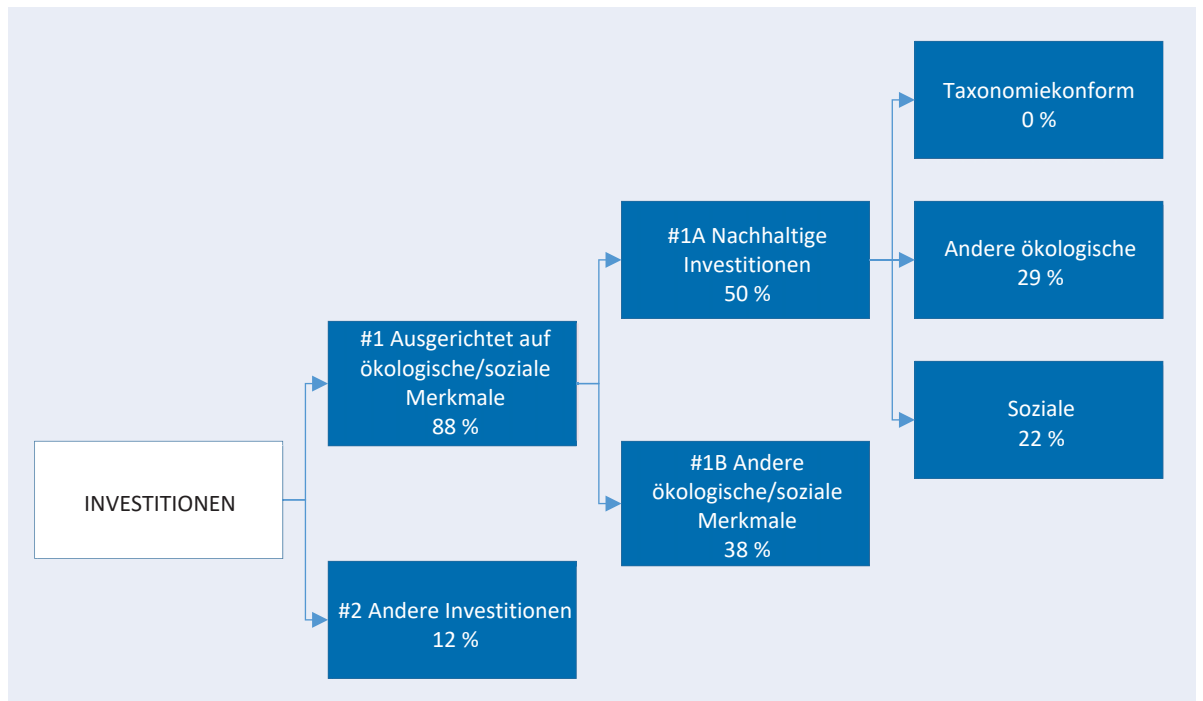 INVESTITIONEN
#1 Ausgerichtet auf
ökologische/soziale
Merkmale
88 %
#2 Andere Investitionen
12 %
#1A Nachhaltige
Investitionen
50 %
#1B Andere
ökologische/soziale
Merkmale
38 %
Taxonomiekonform
0 %
Andere ökologische
29 %
Soziale
22 %